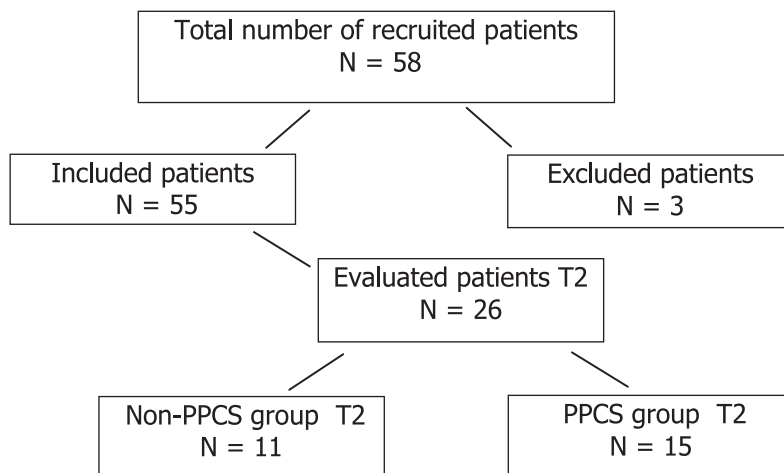 Total number of recruited patients
N = 58
Included patients
N = 55
Excluded patients
N = 3
Evaluated patients T2
N = 26
Non-PPCS group T2
N = 11
PPCS group T2
N = 15